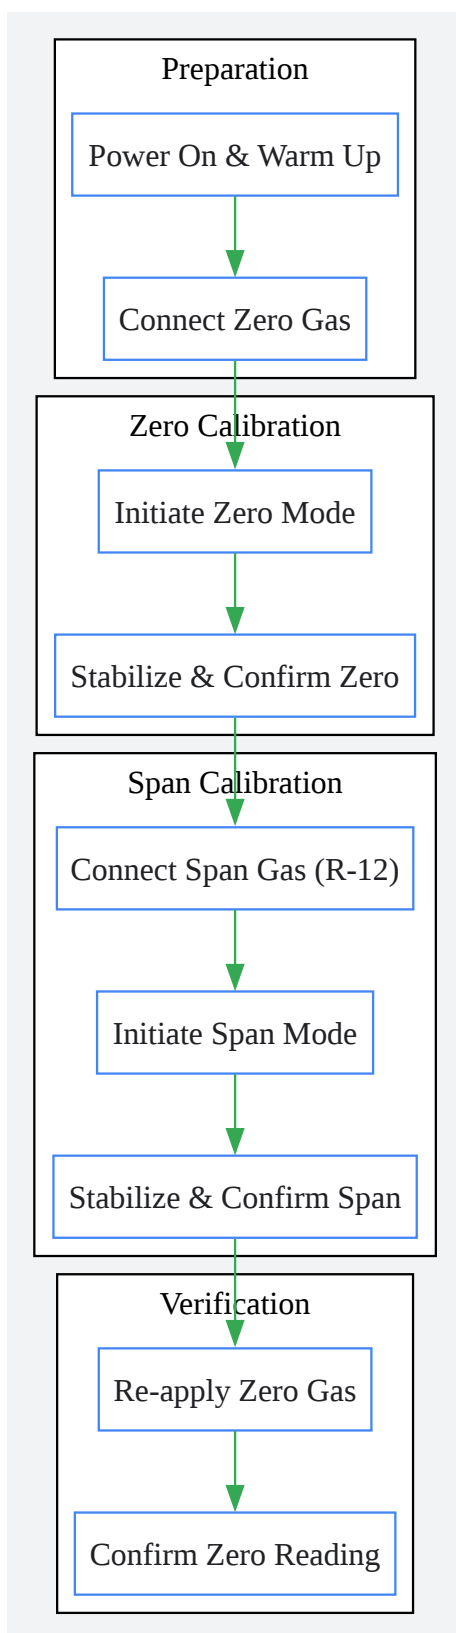 Preparation
Power On & Warm Up
Connect Zero Gas
Zero Calibration
Initiate Zero Mode
Stabilize & Confirm Zero
Span Calibration
Connect Span Gas (R-12)
Initiate Span Mode
Stabilize & Confirm Span
Verification
Re-apply Zero Gas
Confirm Zero Reading